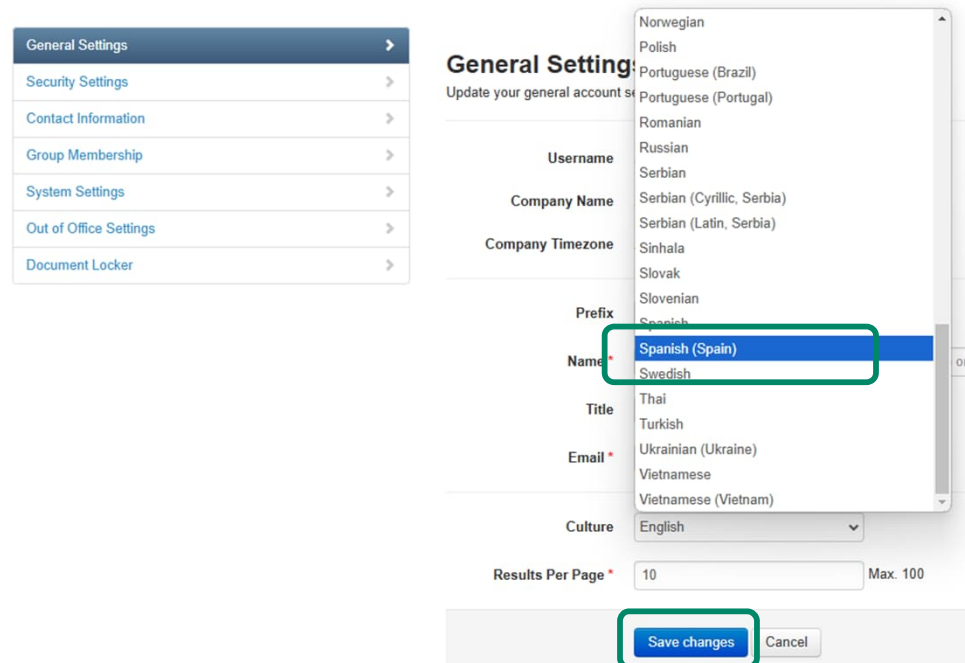 General Settings
Security Settings
Contact Information
Group Membership
System Settings
Out of Office Settings
Document Locker
General Setting
Update your general account
Username
Company Name
Company Timezone
Prefix
Name *
Title
Email *
Norwegian
Polish
Portuguese (Brazil)
Portuguese (Portugal)
Romanian
Russian
Serbian
Serbian (Cyrillic, Serbia)
Serbian (Latin, Serbia)
Sinhala
Slovak
Slovenian
Spanish
Spanish (Spain)
Swedish
Thai
Turkish
Ukrainian (Ukraine)
Vietnamese
Vietnamese (Vietnam)
Culture English
Results Per Page * 10 Max. 100
Save changes Cancel